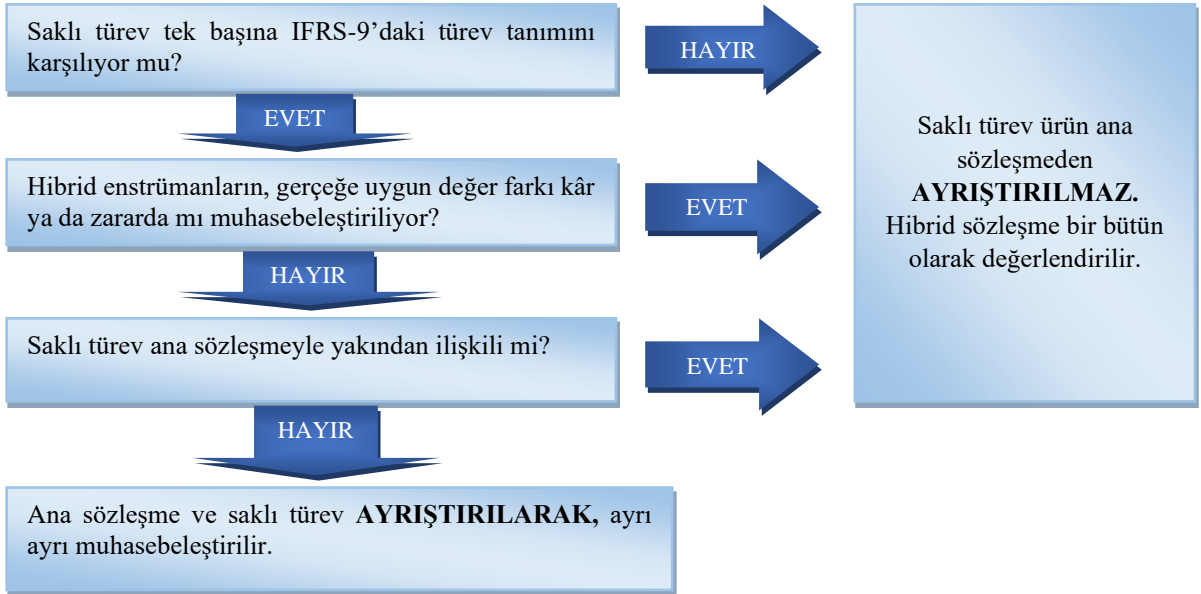 Saklı türev tek başına IFRS-9’daki türev tanımını
karşılıyor mu?
HAYIR
EVET
Hibrid enstrümanların, gerçeğe uygun değer farkı kâr
ya da zararda mı muhasebeleştiriliyor?
EVET
HAYIR
Saklı türev ana sözleşmeyle yakından ilişkili mi?
EVET
HAYIR
Ana sözleşme ve saklı türev AYRIŞTIRILARAK, ayrı
ayrı muhasebeleştirilir.
Saklı türev ürün ana
sözleşmeden
AYRIŞTIRILMAZ.
Hibrid sözleşme bir bütün
olarak değerlendirilir.